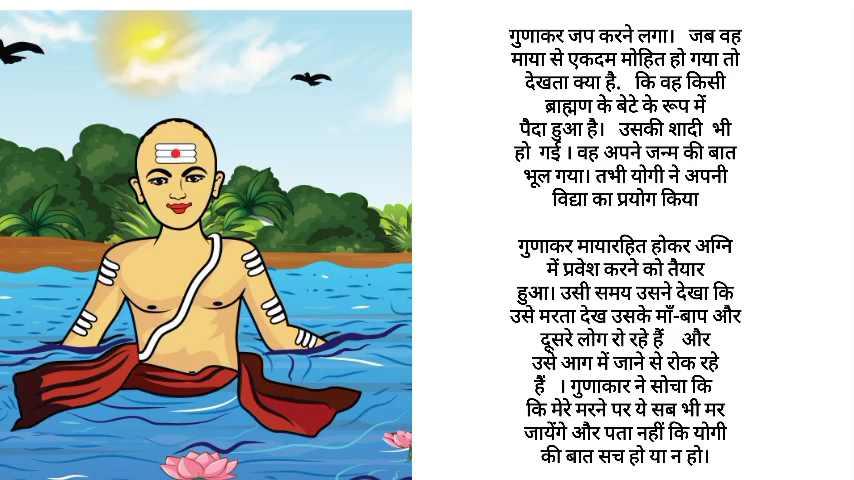 गुणाकर जप करने लगा।   जब वह
माया से एकदम मोहित हो गया तो
देखता क्या है.   कि वह किसी
ब्राह्मण के बेटे के रूप में
पैदा हुआ है।   उसकी शादी  भी
हो  गई । वह अपने जन्म की बात
भूल गया। तभी योगी ने अपनी
विद्या का प्रयोग किया

गुणाकर मायारहित होकर अग्नि
में प्रवेश करने को तैयार
हुआ। उसी समय उसने देखा कि
उसे मरता देख उसके माँ-बाप और
दूसरे लोग रो रहे हैं    और
उसे आग में जाने से रोक रहे
हैं   । गुणाकार ने सोचा कि
कि मेरे मरने पर ये सब भी मर
जायेंगे और पता नहीं कि योगी
की बात सच हो या न हो।